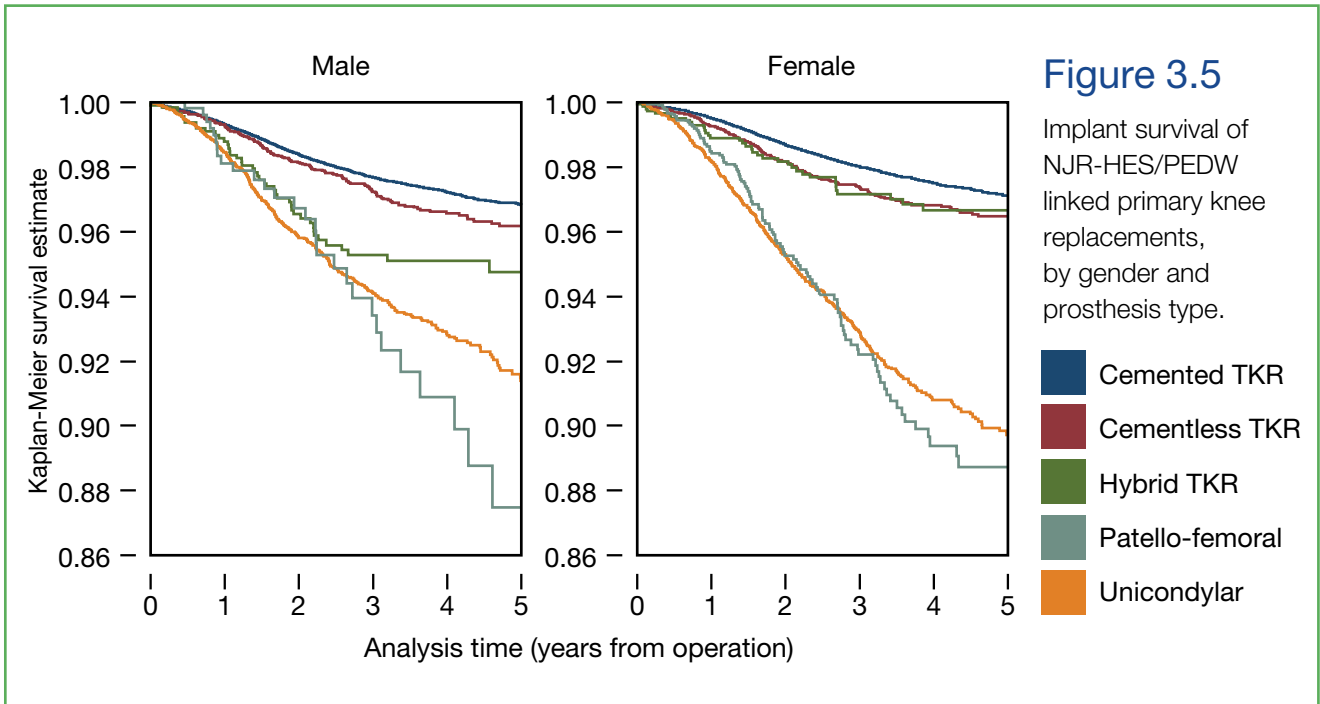 Male
Female
Figure 3.5
Implant survival of
NJR-HES/PEDW
linked primary knee
replacements,
by gender and
prosthesis type.
Cemented TKR
Cementless TKR
Hybrid TKR
Patello-femoral
Unicondylar
Kaplan-Meier survival estimate
1.00
0.98
0.96
0.94
0.92
0.90
0.88
0.86
0 1 2 3 4 5
1.00
0.98
0.96
0.94
0.92
0.90
0.88
0.86
0 1 2 3 4 5
Analysis time (years from operation)